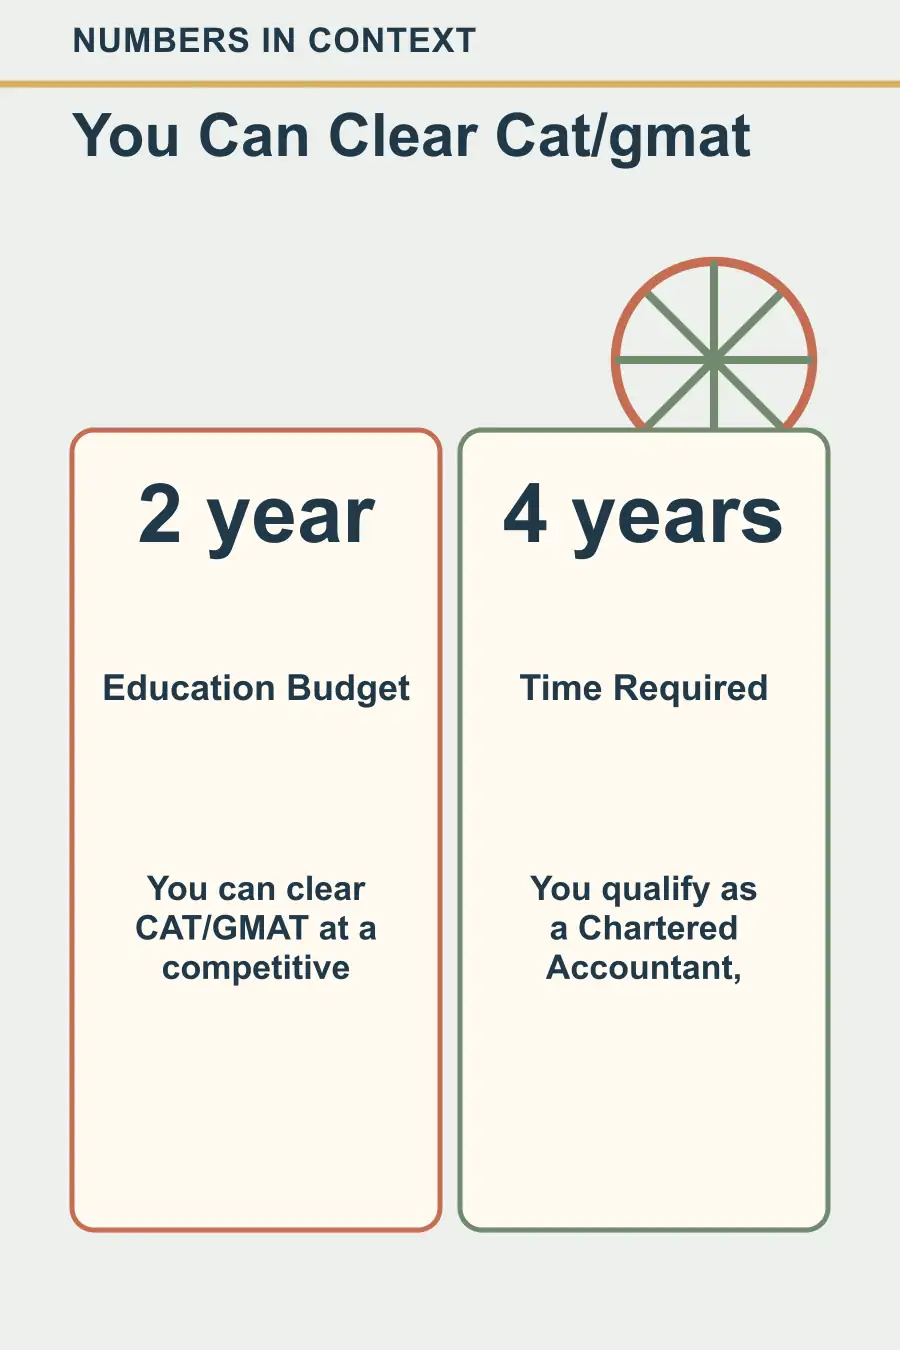 NUMBERS IN CONTEXT
You Can Clear Cat/gmat
2 year
Education Budget
You can clear
CAT/GMAT at a
competitive
4 years
Time Required
You qualify as
a Chartered
Accountant,